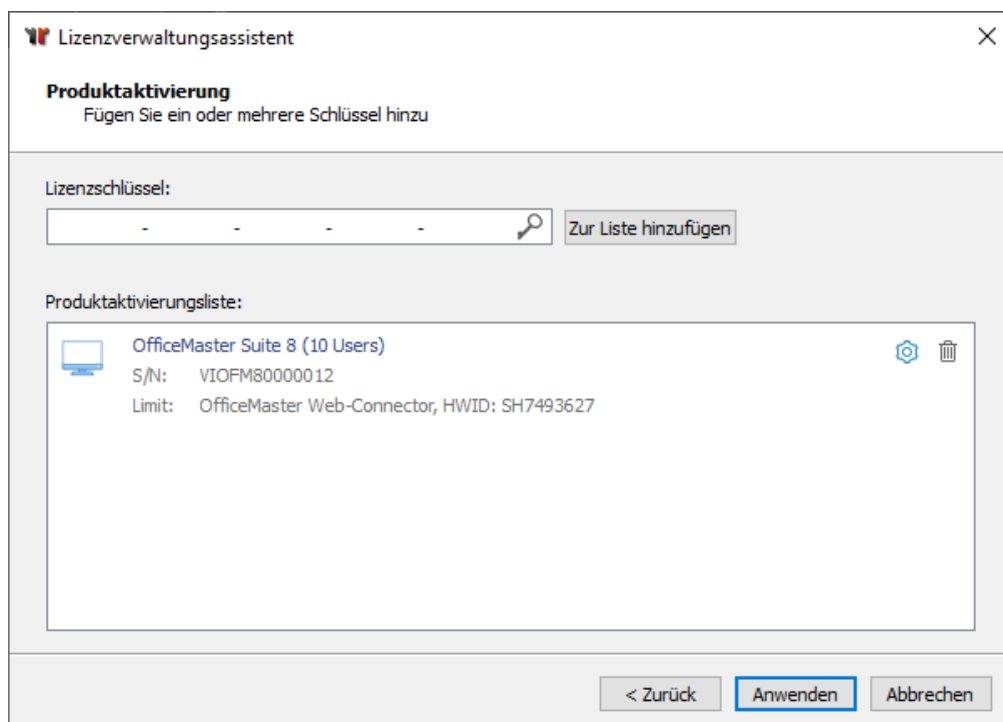 Lizenzverwaltungsassistent
Produktaktivierung
Fügen Sie ein oder mehrere Schlüssel hinzu
Lizenzschlüssel:
- - - -
Zur Liste hinzufügen
Produktaktivierungsliste:
OfficeMaster Suite 8 (10 Users)
S/N: VIOFM80000012
Limit: OfficeMaster Web-Connector, HWID: SH7493627
< Zurück
Anwenden
Abbrechen